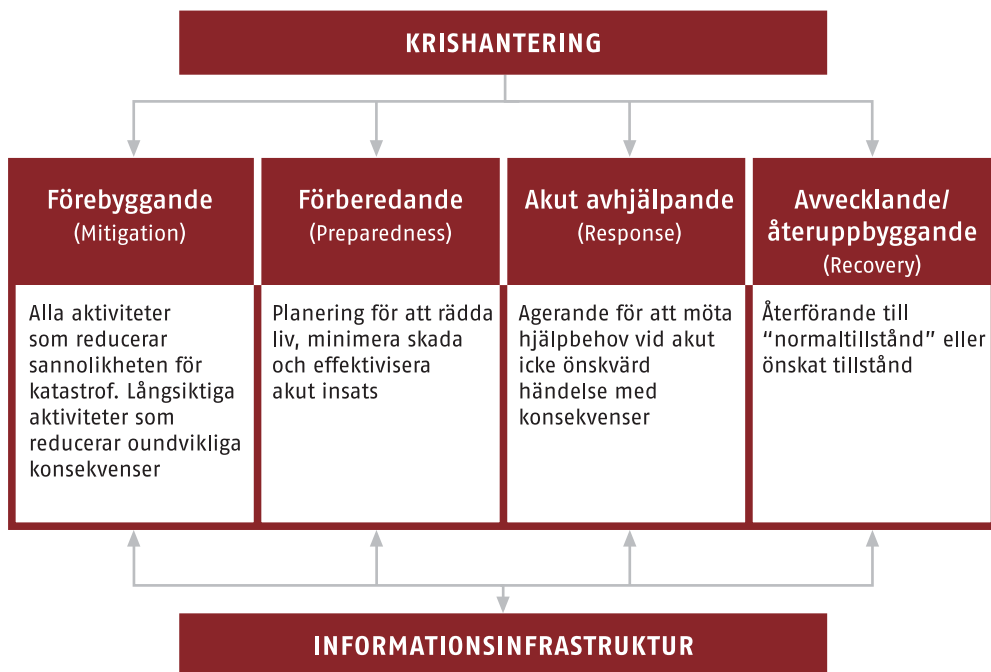 KRISHANTERING
Förebyggande
(Mitigation)
Alla aktiviteter
som reducerar
sannolikheten för
katastrof. Långsiktiga
aktiviteter som
reducerar oundvikliga
konsekvenser
Förberedande
(Preparedness)
Planering för att rädda
liv, minimera skada
och effektivisera
akut insats
Akut avhjälpande
(Response)
Agerande för att möta
hjälpbehov vid akut
icke önskvärd
händelse med
konsekvenser
Avvecklande/
återuppbyggande
(Recovery)
Återförande till
“normaltillstånd” eller
önskat tillstånd
INFORMATIONSINFRASTRUKTUR